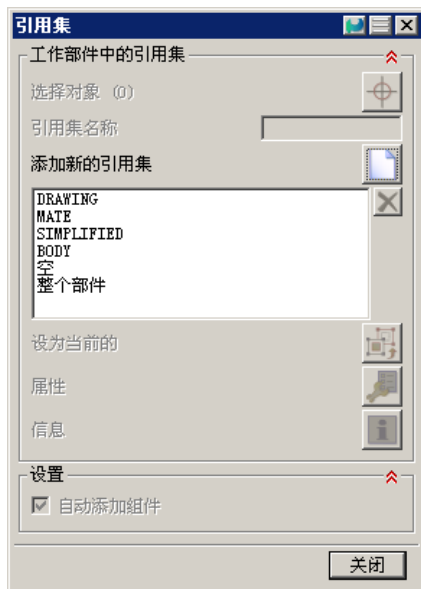 引用集
工作部件中的引用集
选择对象 (0)
引用集名称
添加新的引用集
DRAWING
MATE
SIMPLIFIED
BODY
空
整个部件
设为当前的
属性
信息
设置
自动添加组件
关闭